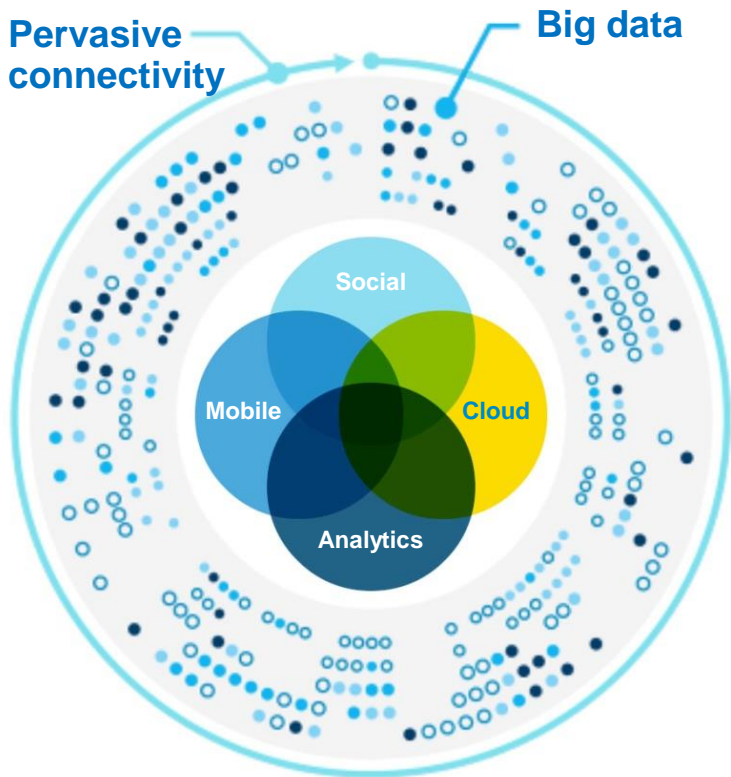 Pervasive
connectivity
Big data
Social
Mobile
Cloud
Analytics